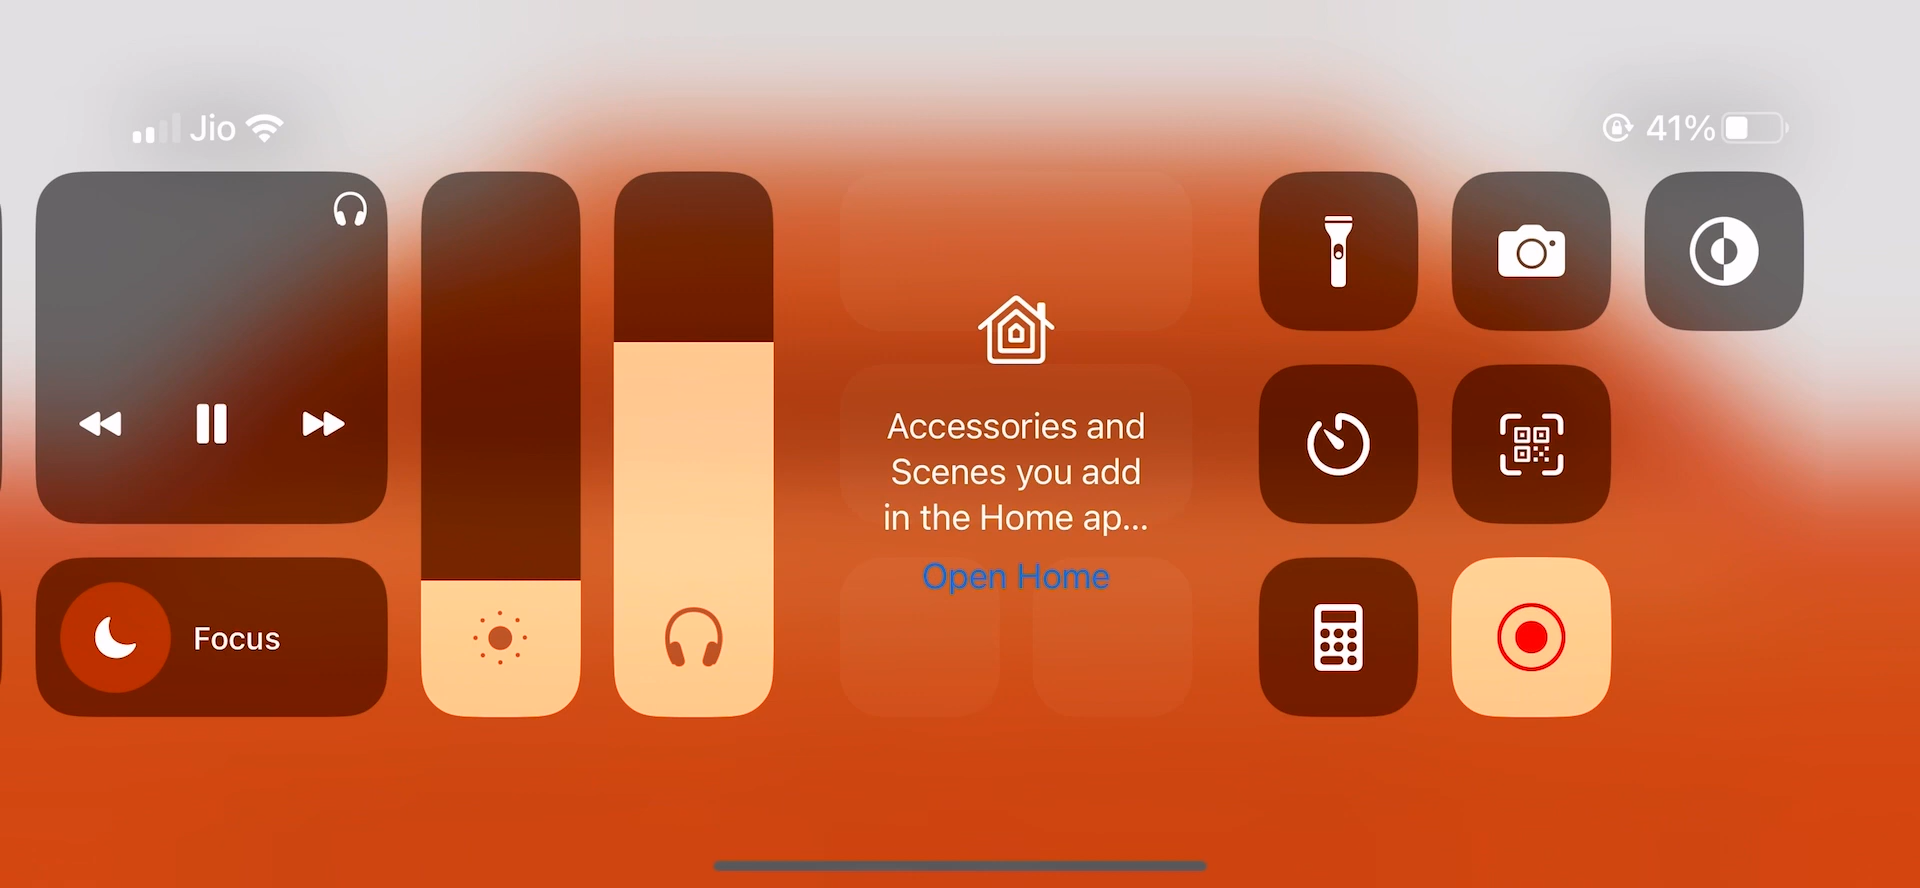 Jio
41%
Accessories and
Scenes you add
in the Home ap...
Open Home
Focus